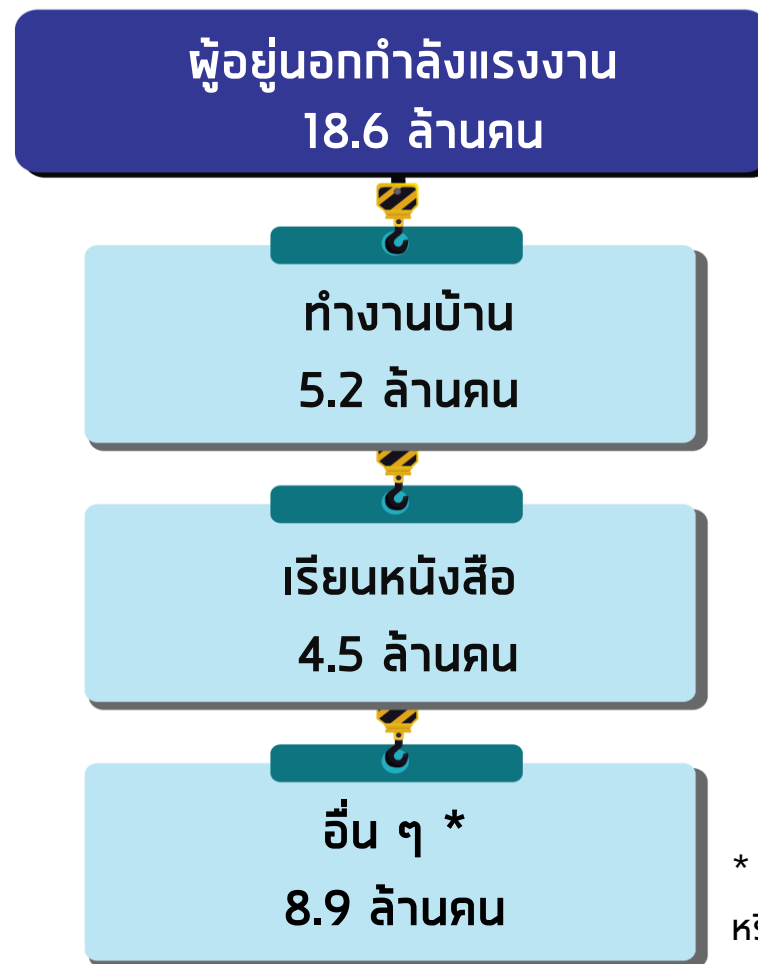 ผู้อยู่นอกกำลังแรงงาน
18.6 ล้านคน
ทำงานบ้าน
5.2 ล้านคน
เรียนหนังสือ
4.5 ล้านคน
อื่น ๆ *
8.9 ล้านคน
*